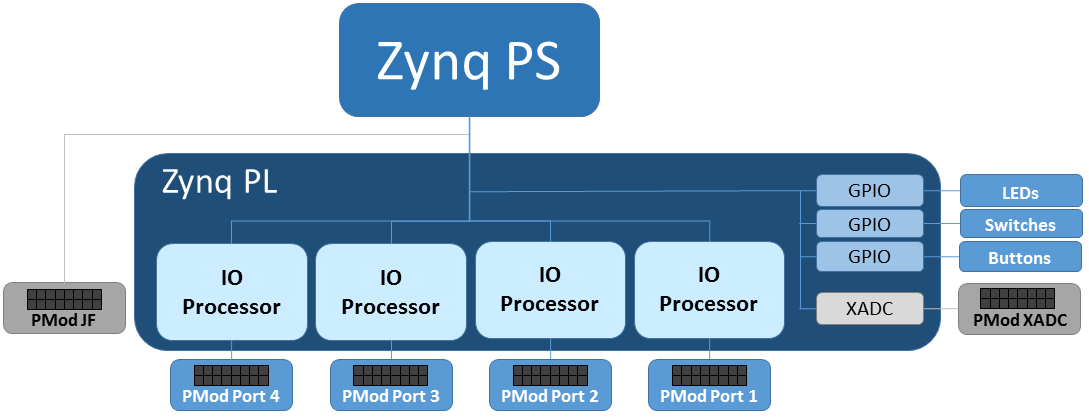 Zynq PS
Zynq PL
GPIO
LEDs
GPIO
Switches
GPIO
Buttons
IO
Processor
IO
Processor
IO
Processor
IO
Processor
XADC
PMod JF
PMod XADC
PMod Port 4
PMod Port 3
PMod Port 2
PMod Port 1